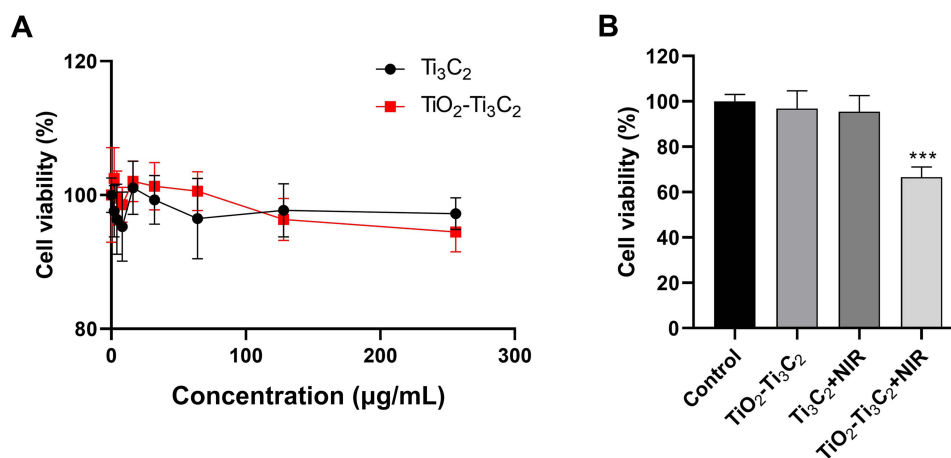 A
Cell viability (%)
120
100
80
0
100
200
300
Concentration (µg/mL)
Ti₃C₂
TiO₂-Ti₃C₂
B
Cell viability (%)
120
100
80
60
40
20
0
***
Control
TiO₂-Ti₃C₂
Ti₃C₂+NIR
TiO₂-Ti₃C₂+NIR